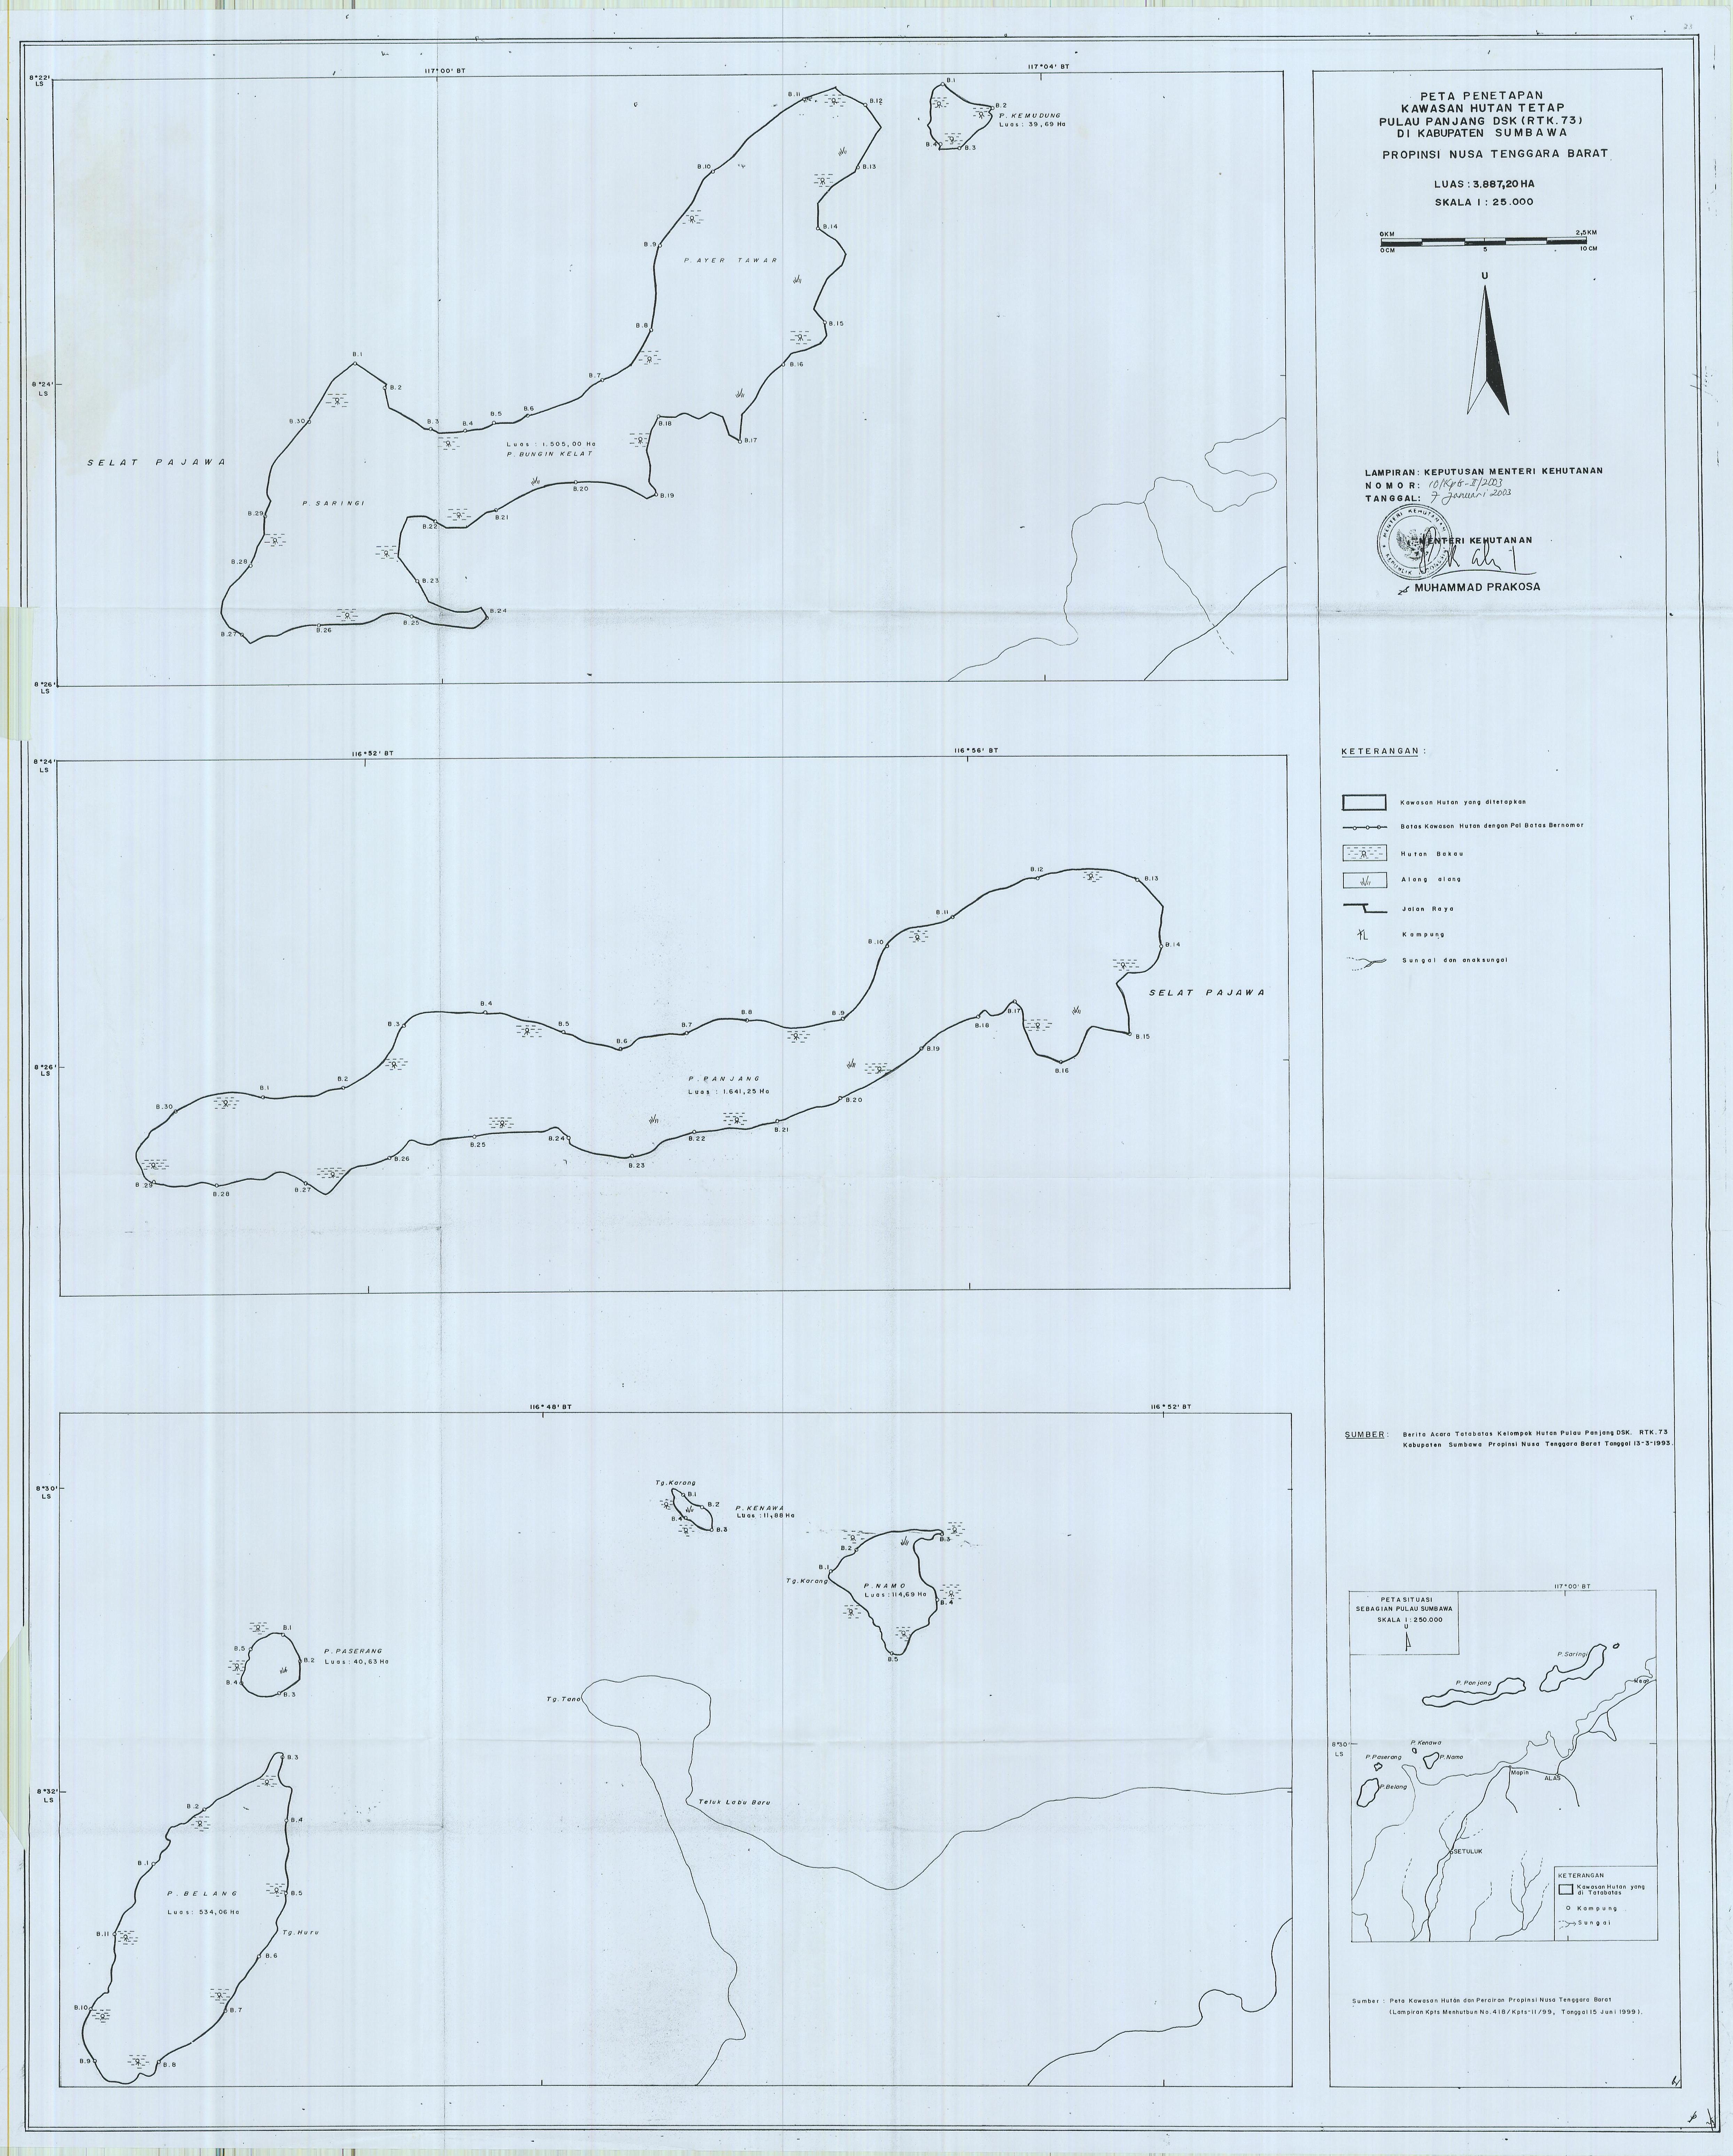 21
PETA PENETAPAN
KAWASAN HUTAN TETAP
PULAU PANJANG DSK (RTK.73)
DI KABUPATEN SUMBAWA
PROPINSI NUSA TENGGARA BARAT
LUAS : 3.887,20 HA
SKALA 1 : 25.000
0KM 2,5KM
0CM 5 10CM
U
LAMPIRAN: KEPUTUSAN MENTERI KEHUTANAN
NOMOR: 10/Kpts-II/2003
TANGGAL: 7 Januari 2003
MENTERI KEHUTANAN
REPUBLIK INDONESIA
MENTERI KEHUTANAN
MUHAMMAD PRAKOSA
KETERANGAN :
Kawasan Hutan yang ditetapkan
Batas Kawasan Hutan dengan Pal Batas Bernomor
Hutan Bakau
Alang alang
Jalan Raya
Kampung
Sungai dan anaksungai
SUMBER: Berita Acara Tatabatas Kelompok Hutan Pulau Panjang DSK. RTK.73
Kabupaten Sumbawa Propinsi Nusa Tenggara Barat Tanggal 13-3-1993.
117°00' BT
PETA SITUASI
SEBAGIAN PULAU SUMBAWA
SKALA 1 : 250.000
U
P.Saringi
P.Panjang
8°30'
LS
P.Kenawa
P.Paserang
P.Namo
P.Belang
Mapin
ALAS
SETULUK
KETERANGAN
Kawasan Hutan yang
di Tatabatas
Kampung
Sungai
Sumber : Peta Kawasan Hutan dan Perairan Propinsi Nusa Tenggara Barat
(Lampiran Kpts Menhutbun No.418/Kpts-11/99, Tanggal 15 Juni 1999).
117°00' BT
117°04' BT
8°22'
LS
8°24'
LS
8°26'
LS
B.1
B.2
B.3
B.4
B.5
B.6
B.7
B.8
B.9
B.10
B.11
B.12
B.13
B.14
B.15
B.16
B.17
B.18
B.19
B.20
B.21
B.22
B.23
B.24
B.25
B.26
B.27
B.28
B.29
B.30
P. AYER TAWAR
Luas : 1.505,00 Ha
P. BUNGIN KELAT
P. SARINGI
SELAT PAJAWA
B.1
B.2
B.3
B.4
P. KEMUDUNG
Luas : 39,69 Ha
116°52' BT
116°56' BT
8°24'
LS
8°26'
LS
B.1
B.2
B.3
B.4
B.5
B.6
B.7
B.8
B.9
B.10
B.11
B.12
B.13
B.14
B.15
B.16
B.17
B.18
B.19
B.20
B.21
B.22
B.23
B.24
B.25
B.26
B.27
B.28
B.29
B.30
P. PANJANG
Luas : 1.641,25 Ha
SELAT PAJAWA
116°48' BT
116°52' BT
8°30'
LS
8°32'
LS
Tg.Karang
B.1
B.2
B.3
B.4
P. KENAWA
Luas : 11,88 Ha
B.1
B.2
B.3
B.4
B.5
Tg.Karang
P. NAMO
Luas : 114,69 Ha
B.1
B.2
B.3
B.4
B.5
P. PASERANG
Luas : 40,63 Ha
Tg.Tano
Teluk Labu Baru
B.1
B.2
B.3
B.4
B.5
B.6
B.7
B.8
B.9
B.10
B.11
P. BELANG
Luas : 534,06 Ha
Tg.Huru